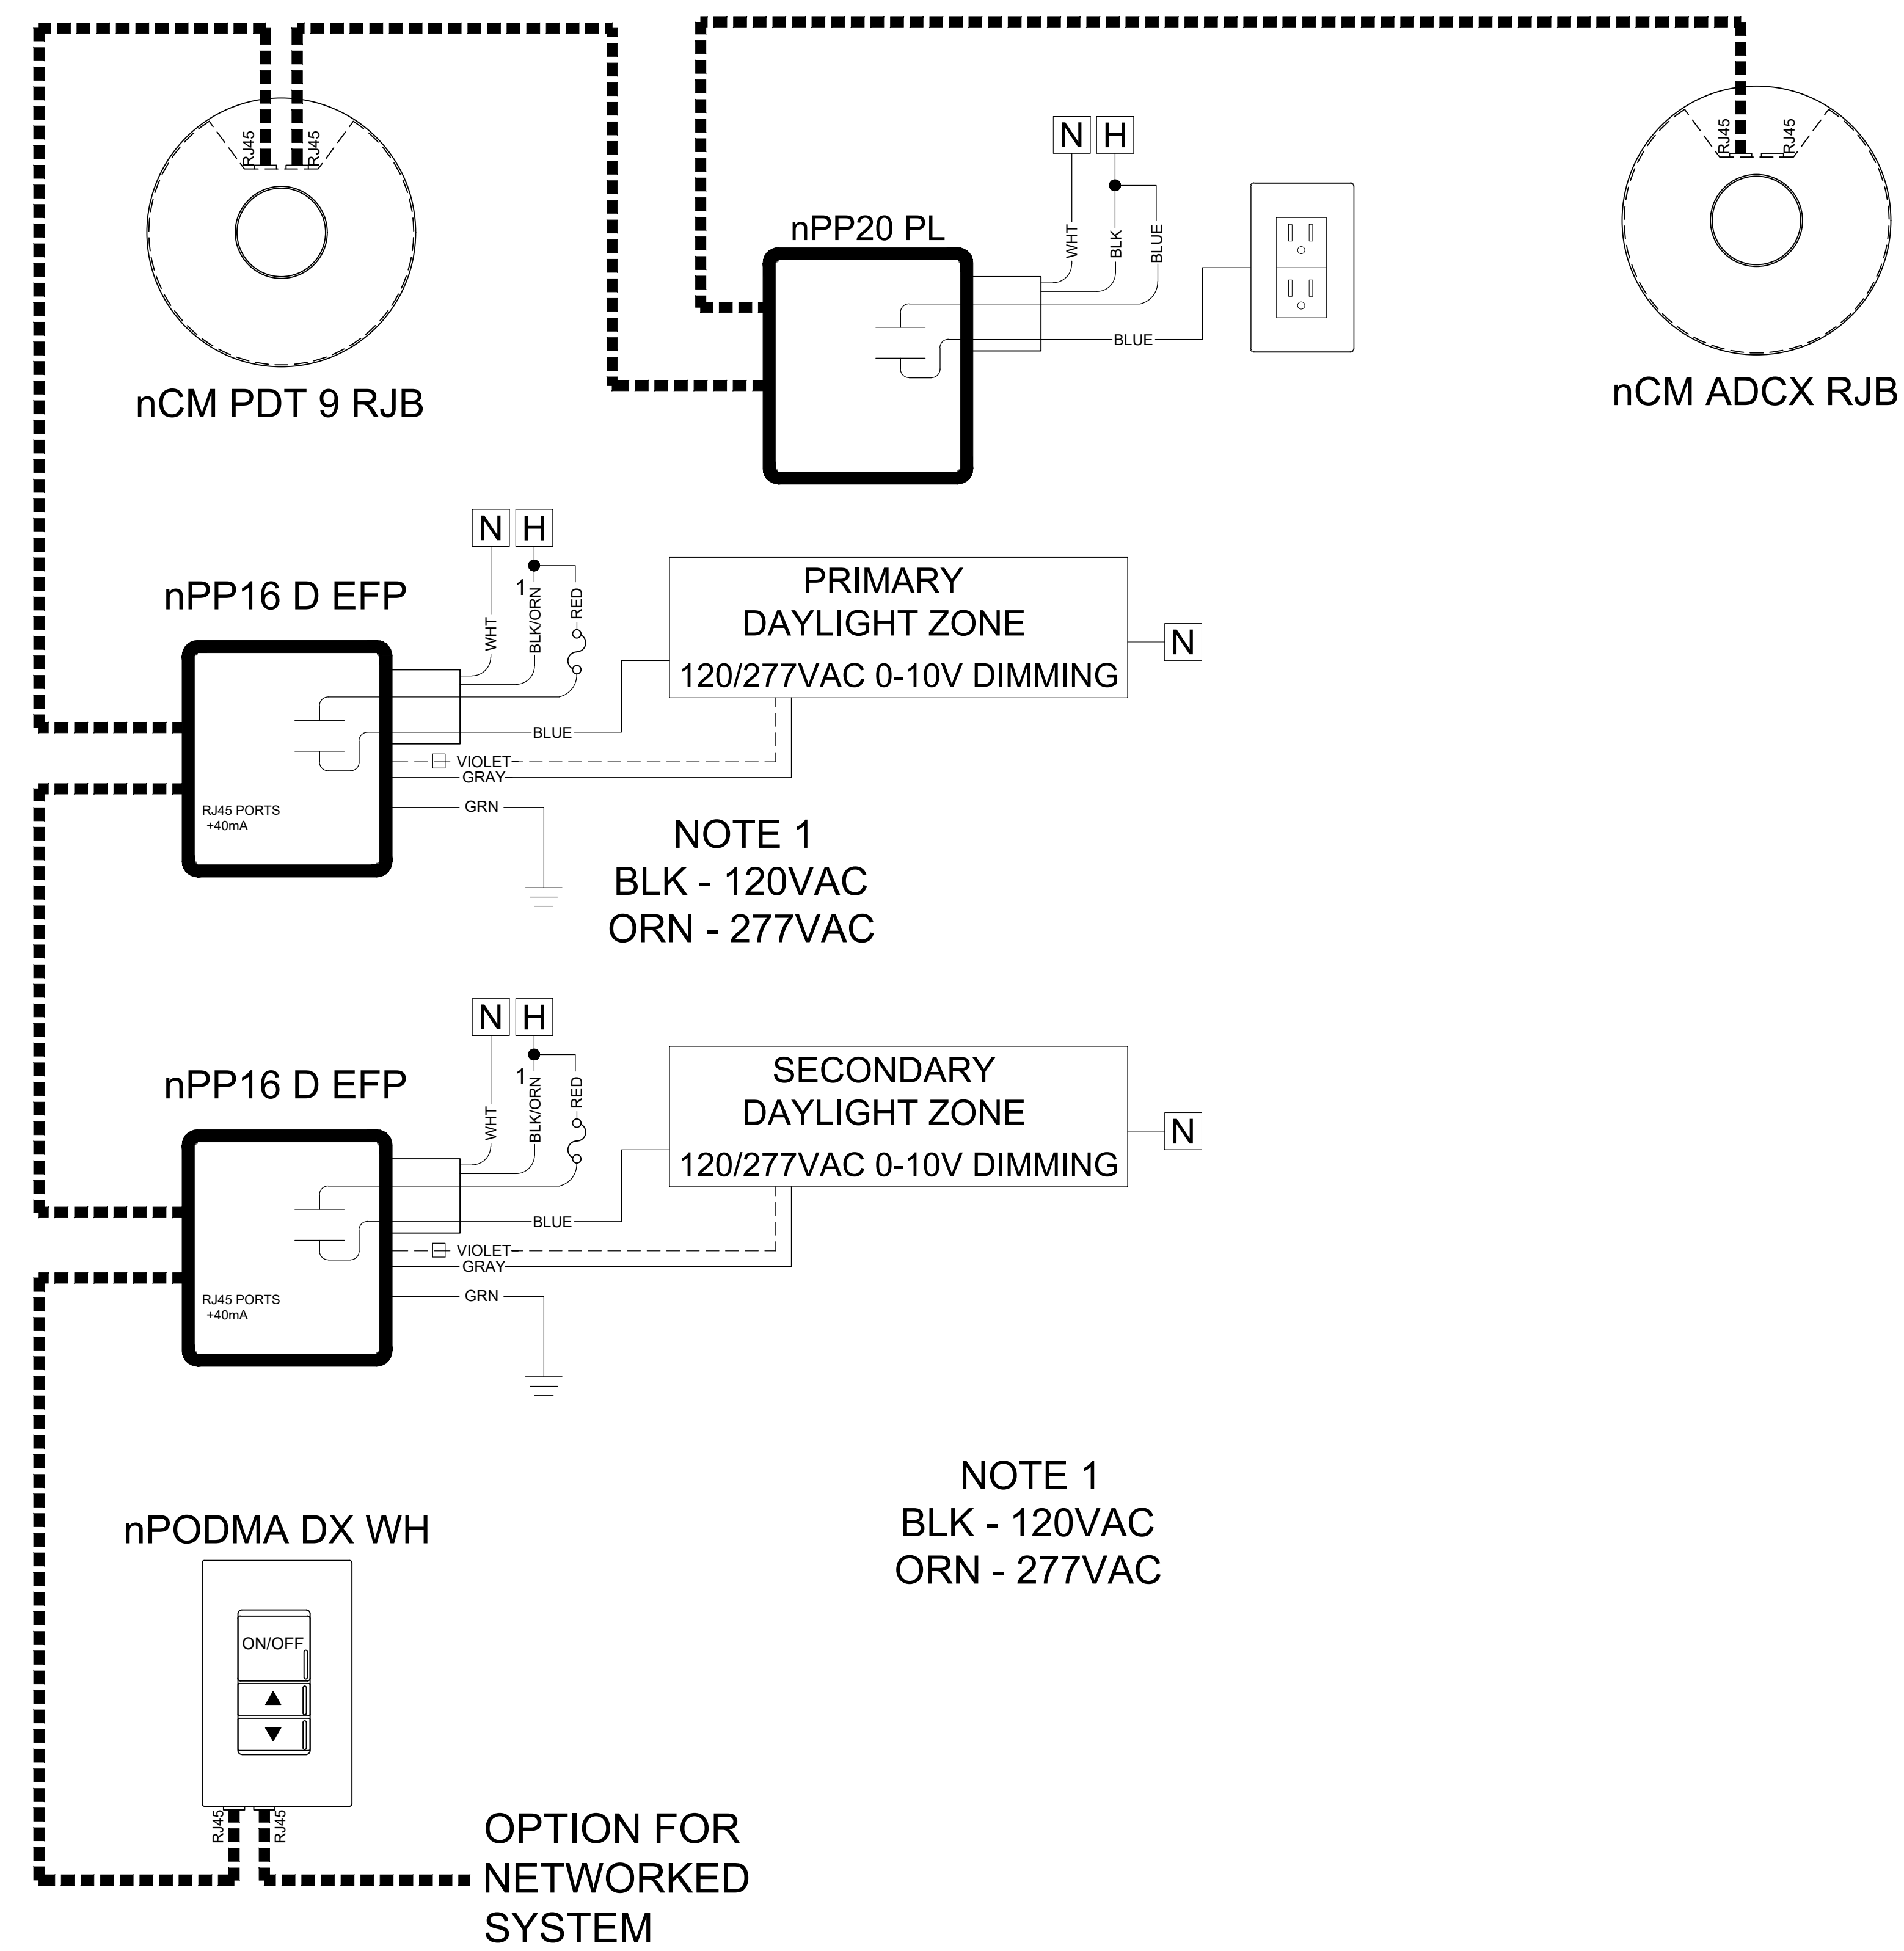 RJ45
RJ45
nCM PDT 9 RJB
nPP20 PL
N
H
WHT
BLK
BLUE
BLUE
RJ45
RJ45
nCM ADCX RJB
nPP16 D EFP
N
H
1
WHT
BLK/ORN
RED
PRIMARY
DAYLIGHT ZONE
120/277VAC 0-10V DIMMING
N
BLUE
VIOLET
GRAY
GRN
RJ45 PORTS
+40mA
NOTE 1
BLK - 120VAC
ORN - 277VAC
nPP16 D EFP
N
H
1
WHT
BLK/ORN
RED
SECONDARY
DAYLIGHT ZONE
120/277VAC 0-10V DIMMING
N
BLUE
VIOLET
GRAY
GRN
RJ45 PORTS
+40mA
NOTE 1
BLK - 120VAC
ORN - 277VAC
nPODMA DX WH
ON/OFF
RJ45
RJ45
OPTION FOR
NETWORKED
SYSTEM